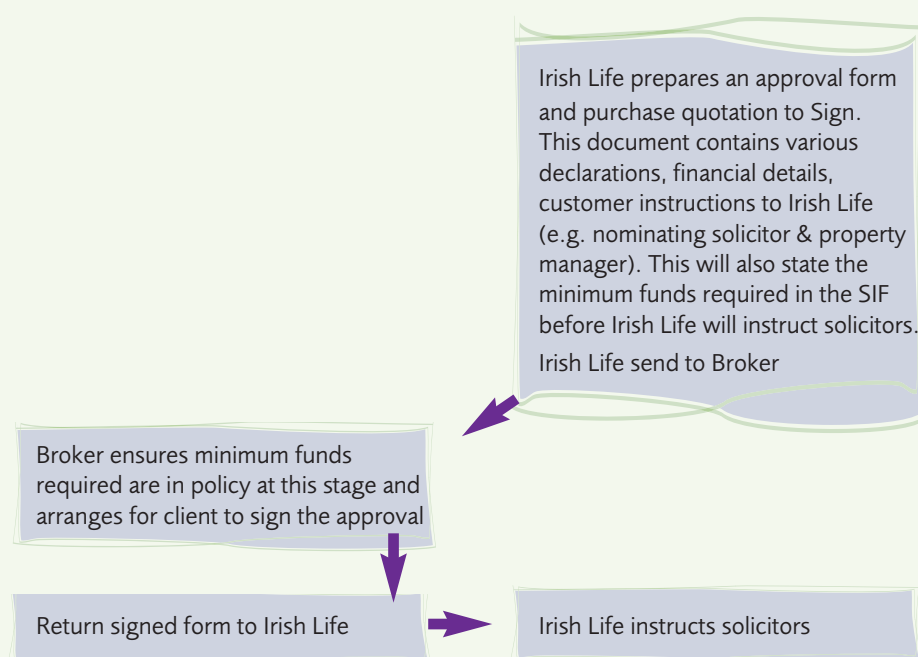 Irish Life prepares an approval form
and purchase quotation to Sign.
This document contains various
declarations, financial details,
customer instructions to Irish Life
(e.g. nominating solicitor & property
manager). This will also state the
minimum funds required in the SIF
before Irish Life will instruct solicitors.
Irish Life send to Broker
Broker ensures minimum funds
required are in policy at this stage and
arranges for client to sign the approval
Return signed form to Irish Life
Irish Life instructs solicitors